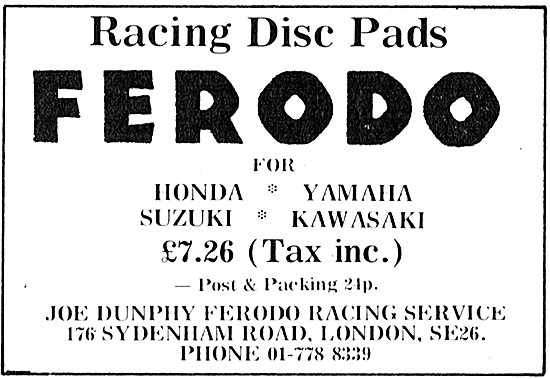 Racing Disc Pads
FERODO
FOR
HONDA * YAMAHA
SUZUKI * KAWASAKI
£7.26 (Tax inc.)
— Post & Packing 24p.
JOE DUNPHY FERODO RACING SERVICE
176 SYDENHAM ROAD, LONDON, SE26.
PHONE 01-778 8339